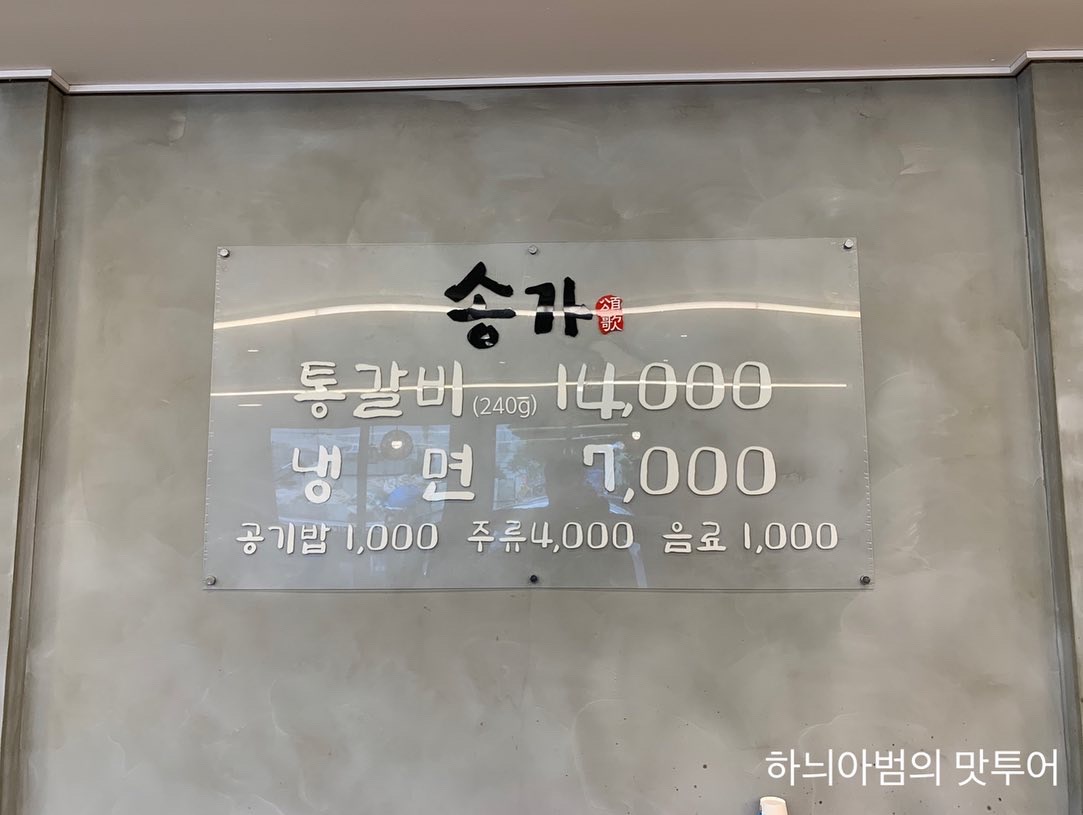 송가 頌歌
통갈비 (240g) 14,000
냉면 7,000
공기밥 1,000 주류 4,000 음료 1,000
하늬아범의 맛투어